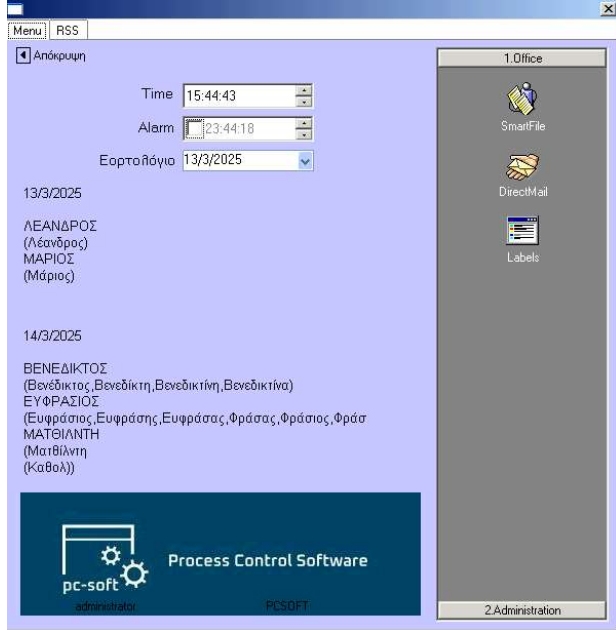 Menu RSS
Απόκρυψη
Time 15:44:43
Alarm 23:44:18
Εορτολόγιο 13/3/2025
13/3/2025
ΛΕΑΝΔΡΟΣ
(Λέανδρος)
ΜΑΡΙΟΣ
(Μάριος)
14/3/2025
ΒΕΝΕΔΙΚΤΟΣ
(Βενέδικτος,Βενεδίκτη,Βενεδικτίνη,Βενεδικτίνα)
ΕΥΦΡΑΣΙΟΣ
(Ευφράσιος,Ευφράσης,Ευφράσας,Φράσας,Φράσιος,Φράσ
ΜΑΤΘΙΛΝΤΗ
(Ματθίλντη
(Καθολ))
pc-soft
Process Control Software
administrator PCSOFT
1.Office
SmartFile
DirectMail
Labels
2.Administration